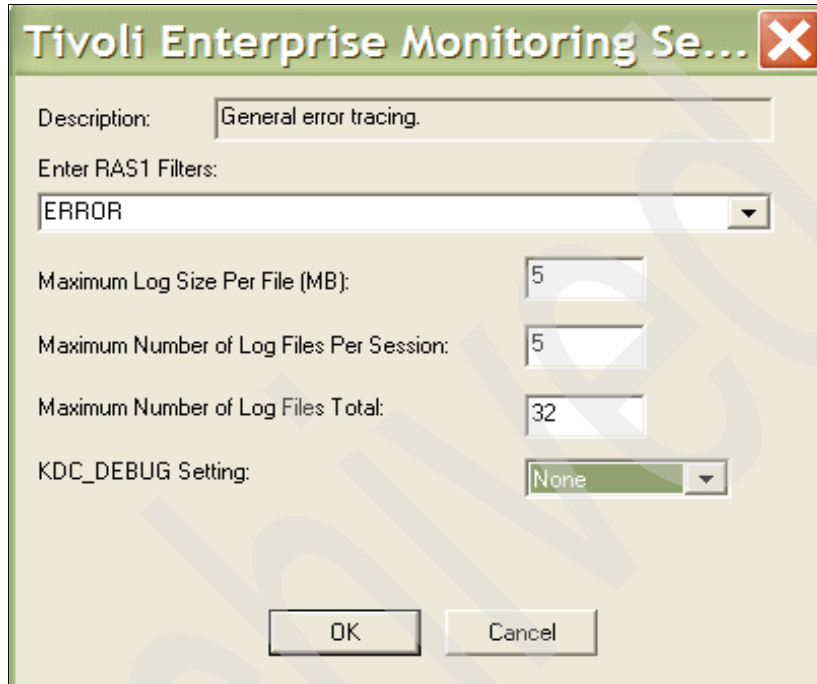 Tivoli Enterprise Monitoring Se...
Description: General error tracing.
Enter RAS1 Filters:
ERROR
Maximum Log Size Per File (MB): 5
Maximum Number of Log Files Per Session: 5
Maximum Number of Log Files Total: 32
KDC_DEBUG Setting: None
OK Cancel